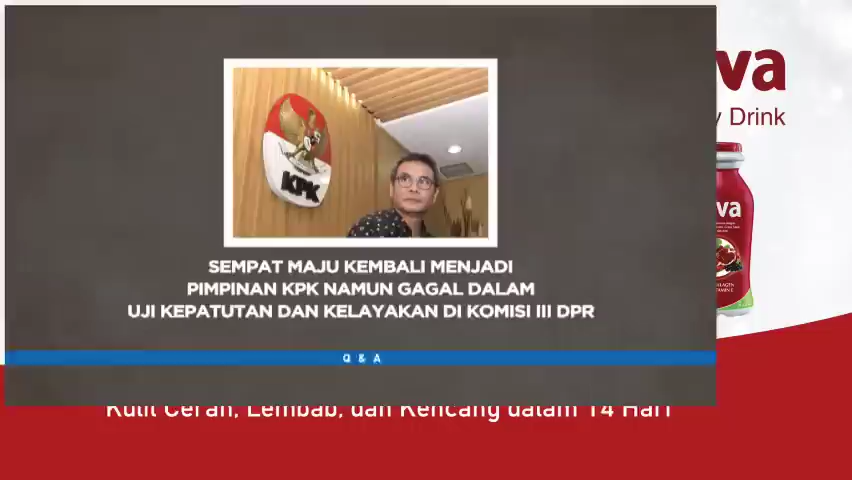 KPK
SEMPAT MAJU KEMBALI MENJADI
PIMPINAN KPK NAMUN GAGAL DALAM
UJI KEPATUTAN DAN KELAYAKAN DI KOMISI III DPR
Q & A
va
Drink
va
Kulit Cerah, Lembab, dan Kencang dalam 14 Hari